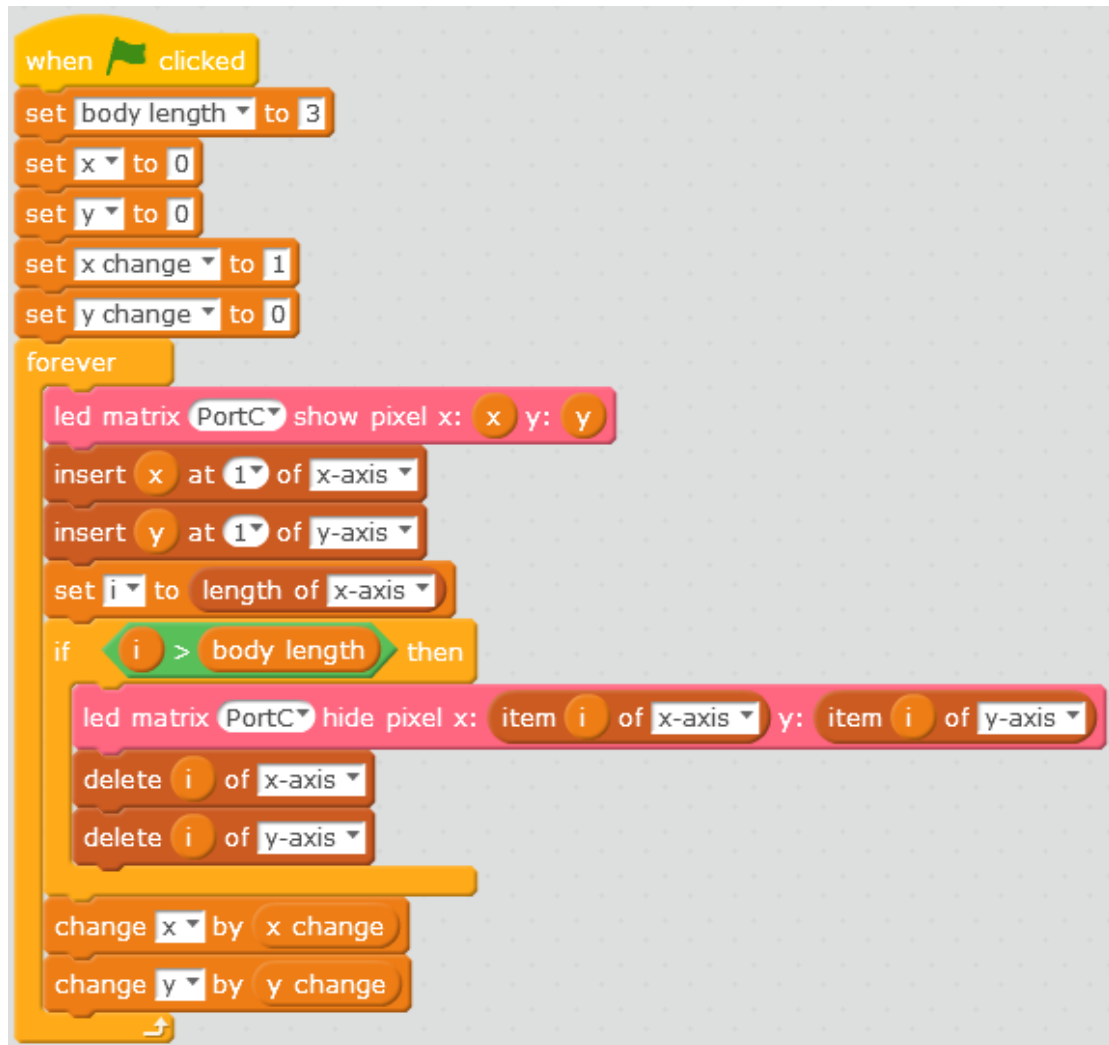 when clicked
set body length to 3
set x to 0
set y to 0
set x change to 1
set y change to 0
forever
led matrix PortC show pixel x: x y: y
insert x at 1 of x-axis
insert y at 1 of y-axis
set i to length of x-axis
if i > body length then
led matrix PortC hide pixel x: item i of x-axis y: item i of y-axis
delete i of x-axis
delete i of y-axis
change x by x change
change y by y change